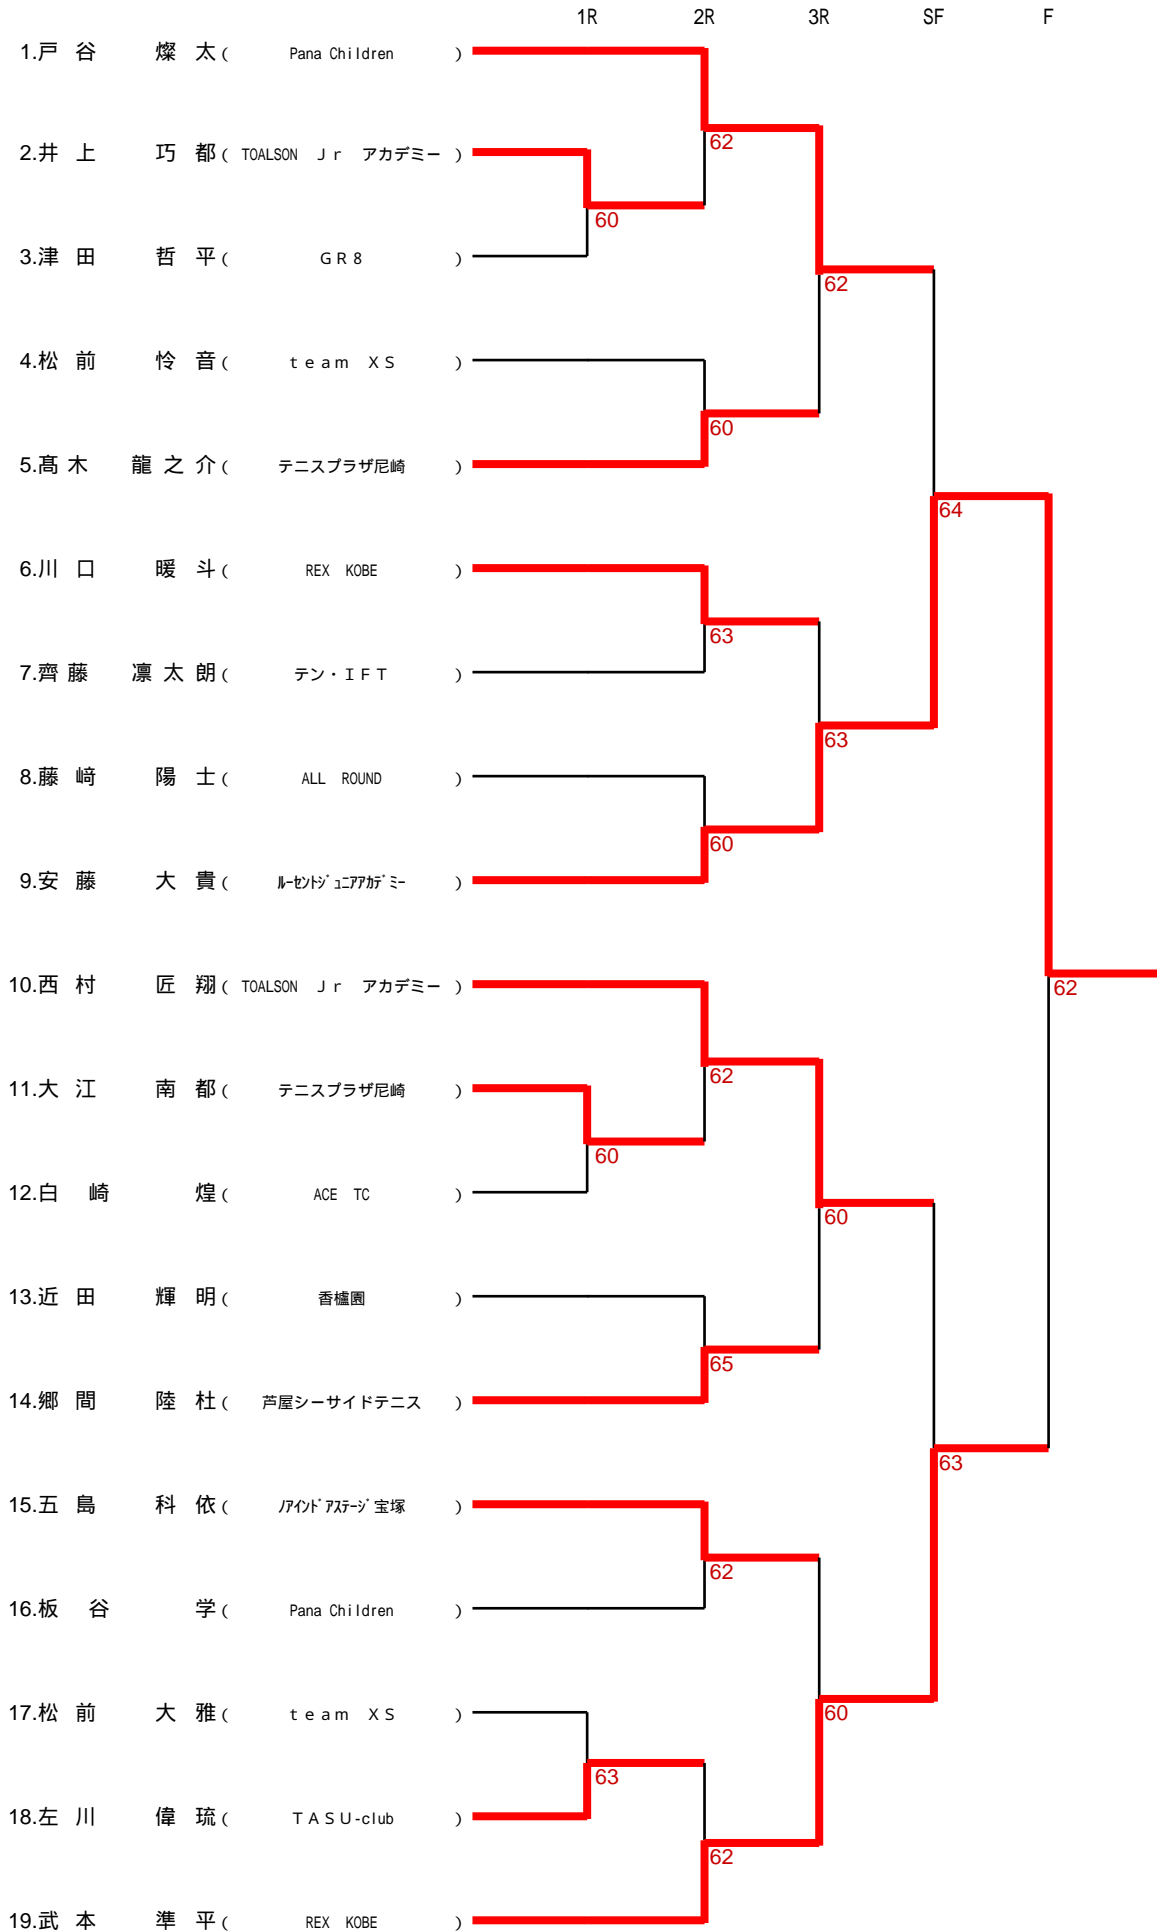 1R 2R 3R SF F
1.戸 谷 燦 太 ( Pana Children )
62
2.井 上 巧 都 ( TOALSON Ｊｒ アカデミー )
60
3.津 田 哲 平 ( ＧＲ８ )
62
4.松 前 怜 音 ( ｔｅａｍ ＸＳ )
60
5.髙 木 龍 之 介 ( テニスプラザ尼崎 )
64
6.川 口 暖 斗 ( REX KOBE )
63
7.齊 藤 凛 太 朗 ( テン・ＩＦＴ )
63
8.藤 﨑 陽 士 ( ALL ROUND )
60
9.安 藤 大 貴 ( ﾙｰｾﾝﾄｼﾞｭﾆｱｱｶﾃﾞﾐｰ )
10.西 村 匠 翔 ( TOALSON Ｊｒ アカデミー )
62
62
11.大 江 南 都 ( テニスプラザ尼崎 )
60
12.白 崎 煌 ( ACE TC )
60
13.近 田 輝 明 ( 香櫨園 )
65
14.郷 間 陸 杜 ( 芦屋シーサイドテニス )
63
15.五 島 科 依 ( ﾉｱｲﾝﾄﾞｱｽﾃｰｼﾞ宝塚 )
62
16.板 谷 学 ( Pana Children )
60
17.松 前 大 雅 ( ｔｅａｍ ＸＳ )
63
18.左 川 偉 琉 ( ＴＡＳＵ-club )
62
19.武 本 準 平 ( REX KOBE )